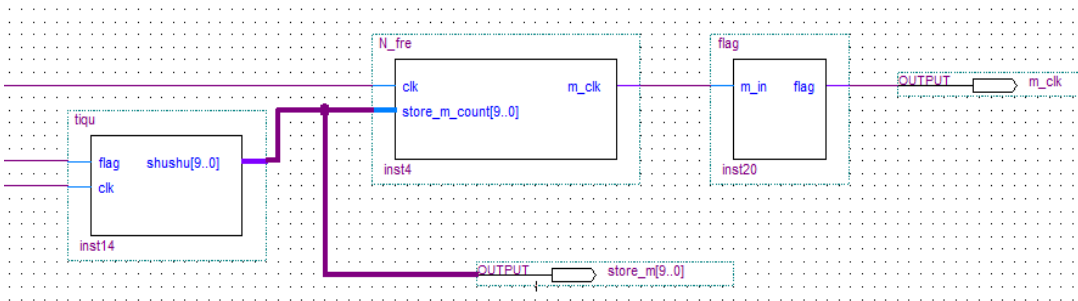 N_fre
clk
m_clk
store_m_count[9..0]
inst4
flag
m_in
flag
inst20
OUTPUT
m_clk
tiqu
flag
shushu[9..0]
clk
inst14
OUTPUT
store_m[9..0]